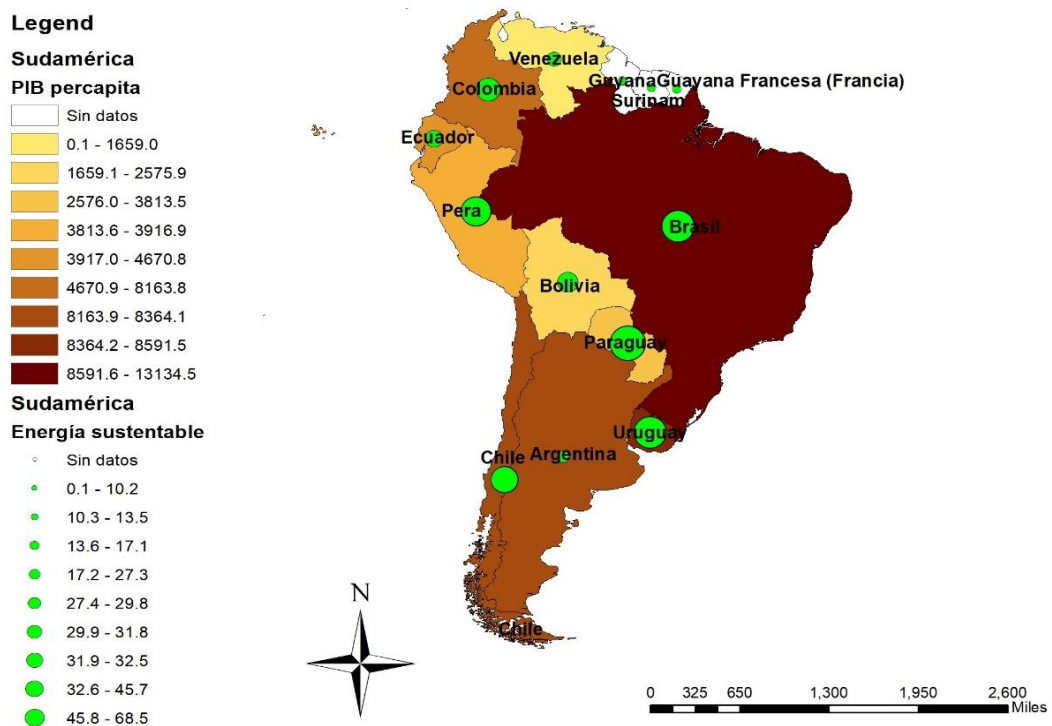 Legend
Sudamérica
PIB percapita
Sin datos
0.1 - 1659.0
1659.1 - 2575.9
2576.0 - 3813.5
3813.6 - 3916.9
3917.0 - 4670.8
4670.9 - 8163.8
8163.9 - 8364.1
8364.2 - 8591.5
8591.6 - 13134.5
Sudamérica
Energía sustentable
Sin datos
0.1 - 10.2
10.3 - 13.5
13.6 - 17.1
17.2 - 27.3
27.4 - 29.8
29.9 - 31.8
31.9 - 32.5
32.6 - 45.7
45.8 - 68.5
Venezuela
Guyana
Guayana Francesa (Francia)
Surinam
Colombia
Ecuador
Pera
Brasil
Bolivia
Paraguay
Uruguay
Chile
Argentina
Chile
N
0 325 650 1,300 1,950 2,600
Miles